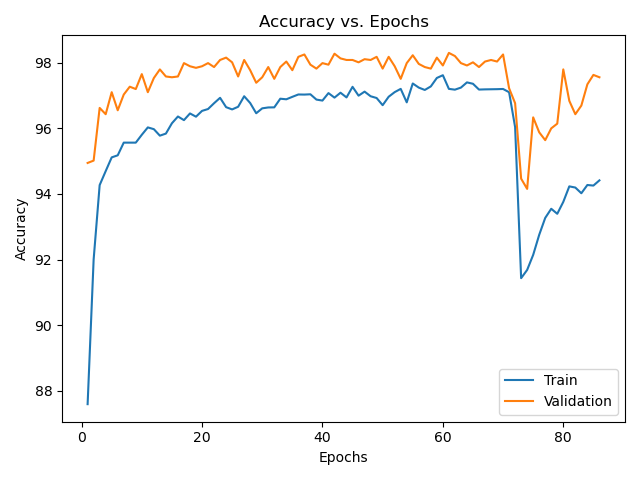 Accuracy vs. Epochs
98
96
94
92
90
88
Accuracy
0 20 40 60 80
Epochs
Train
Validation